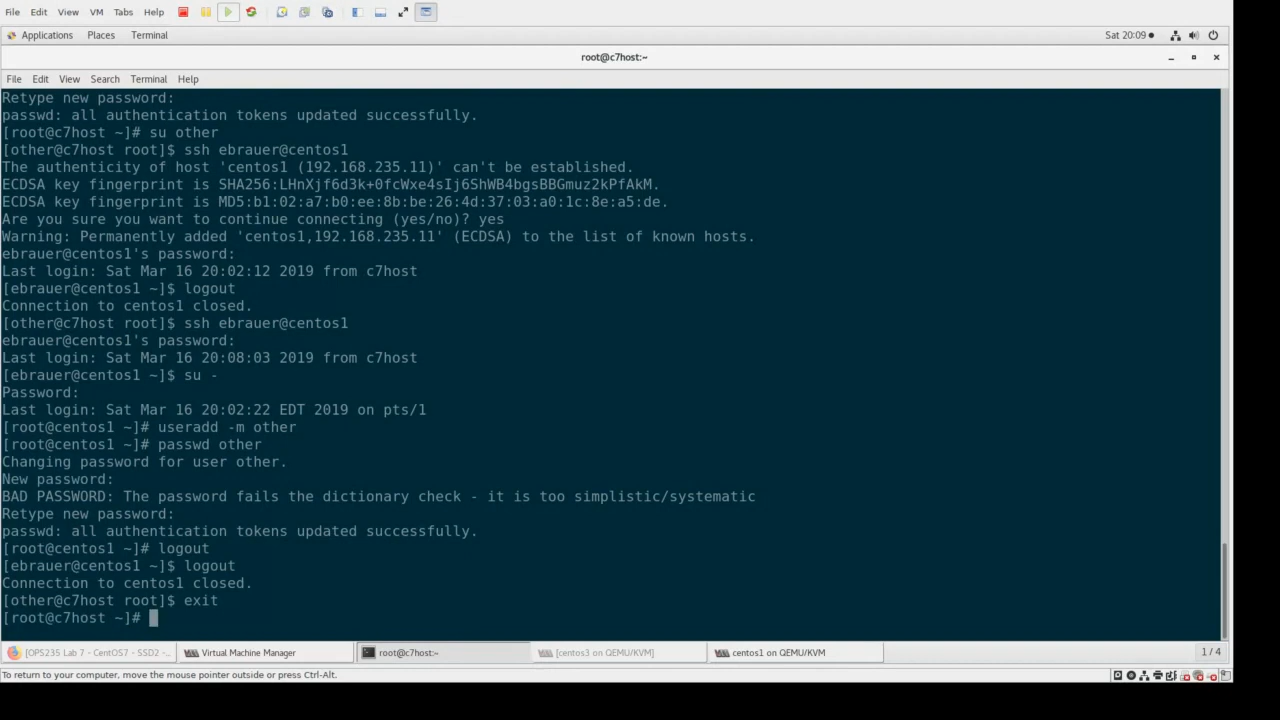 File Edit View VM Tabs Help
Applications Places Terminal Sat 20:09
root@c7host:~
File Edit View Search Terminal Help
Retype new password:
passwd: all authentication tokens updated successfully.
[root@c7host ~]# su other
[other@c7host root]$ ssh ebrauer@centos1
The authenticity of host 'centos1 (192.168.235.11)' can't be established.
ECDSA key fingerprint is SHA256:LHnXjf6d3k+0fcWxe4sIj6ShWB4bgsBBGmuz2kPfAkM.
ECDSA key fingerprint is MD5:b1:02:a7:b0:ee:8b:be:26:4d:37:03:a0:1c:8e:a5:de.
Are you sure you want to continue connecting (yes/no)? yes
Warning: Permanently added 'centos1,192.168.235.11' (ECDSA) to the list of known hosts.
ebrauer@centos1's password:
Last login: Sat Mar 16 20:02:12 2019 from c7host
[ebrauer@centos1 ~]$ logout
Connection to centos1 closed.
[other@c7host root]$ ssh ebrauer@centos1
ebrauer@centos1's password:
Last login: Sat Mar 16 20:08:03 2019 from c7host
[ebrauer@centos1 ~]$ su -
Password:
Last login: Sat Mar 16 20:02:22 EDT 2019 on pts/1
[root@centos1 ~]# useradd -m other
[root@centos1 ~]# passwd other
Changing password for user other.
New password:
BAD PASSWORD: The password fails the dictionary check - it is too simplistic/systematic
Retype new password:
passwd: all authentication tokens updated successfully.
[root@centos1 ~]# logout
[ebrauer@centos1 ~]$ logout
Connection to centos1 closed.
[other@c7host root]$ exit
[root@c7host ~]#
[OPS235 Lab 7 - CentOS7 - SSD2 -... Virtual Machine Manager root@c7host:~ [centos3 on QEMU/KVM] centos1 on QEMU/KVM 1 / 4
To return to your computer, move the mouse pointer outside or press Ctrl-Alt.